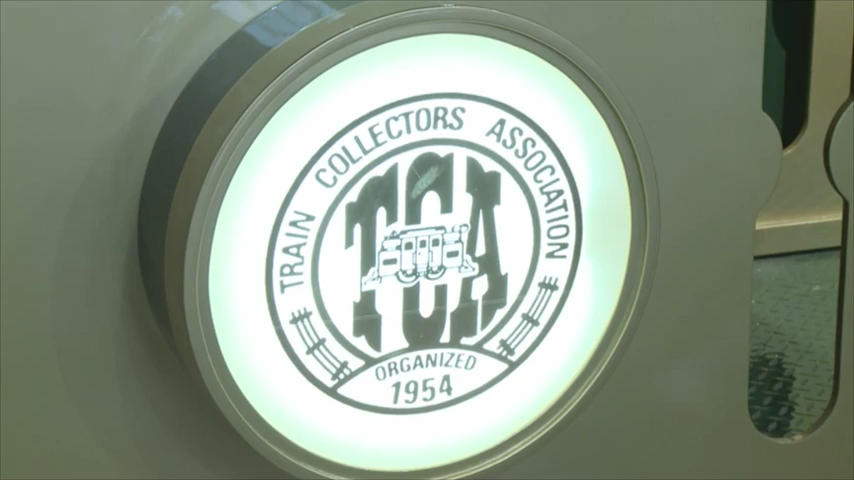 TRAIN COLLECTORS ASSOCIATION
TCA
ORGANIZED
1954